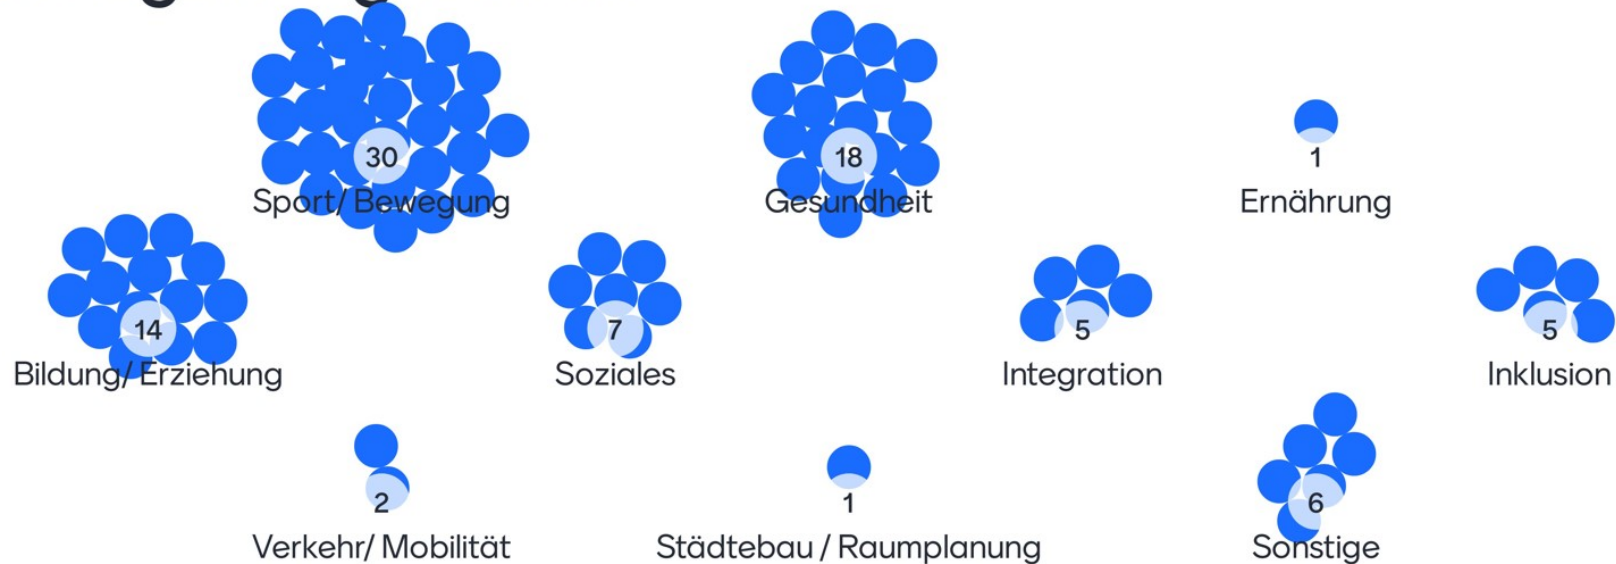 30
Sport/ Bewegung
18
Gesundheit
1
Ernährung
14
Bildung/ Erziehung
7
Soziales
5
Integration
5
Inklusion
2
Verkehr/ Mobilität
1
Städtebau / Raumplanung
6
Sonstige